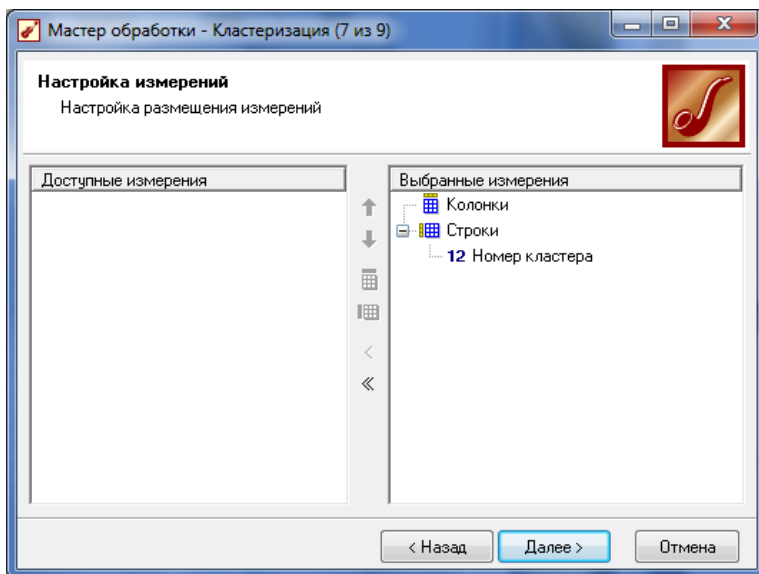 Мастер обработки - Кластеризация (7 из 9)
Настройка измерений
Настройка размещения измерений
Доступные измерения
Выбранные измерения
Колонки
Строки
12 Номер кластера
< Назад
Далее >
Отмена